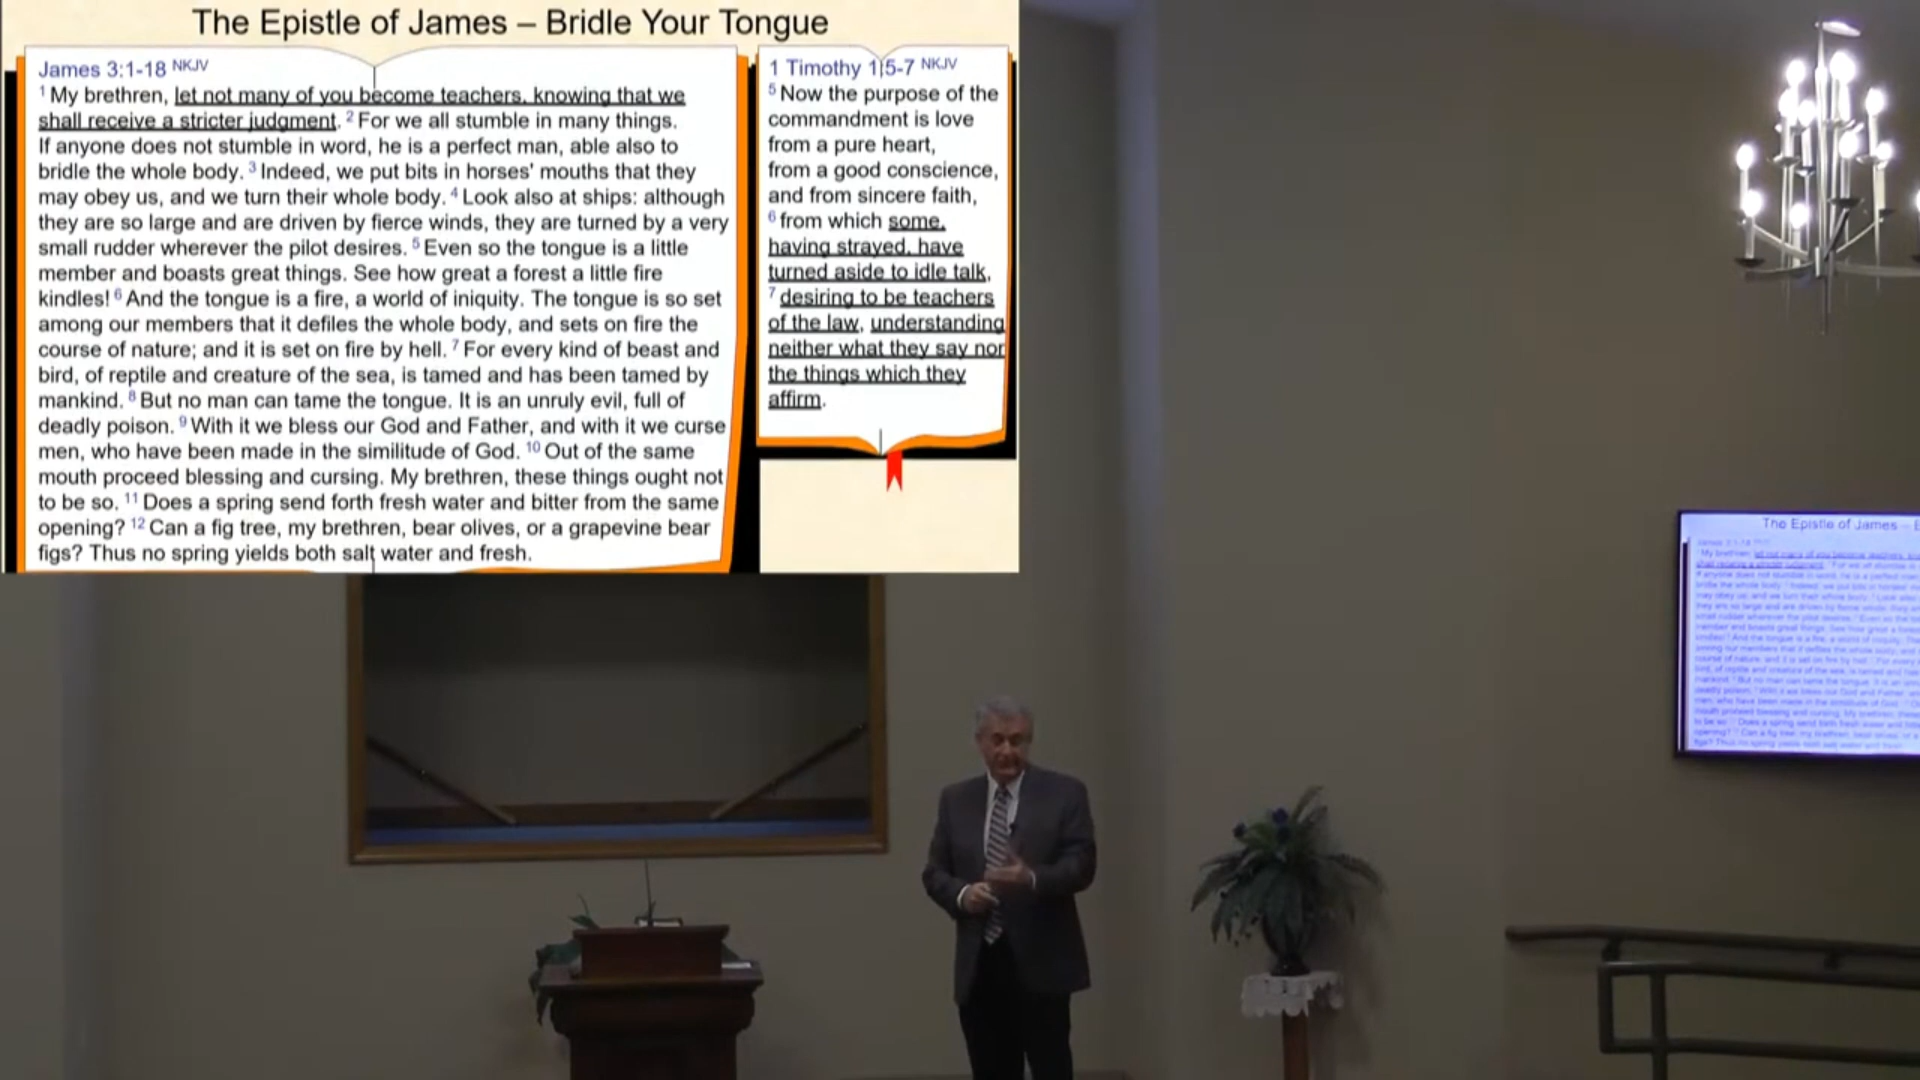 The Epistle of James – Bridle Your Tongue
James 3:1-18 NKJV
1 My brethren, let not many of you become teachers, knowing that we
shall receive a stricter judgment. 2 For we all stumble in many things.
If anyone does not stumble in word, he is a perfect man, able also to
bridle the whole body. 3 Indeed, we put bits in horses' mouths that they
may obey us, and we turn their whole body. 4 Look also at ships: although
they are so large and are driven by fierce winds, they are turned by a very
small rudder wherever the pilot desires. 5 Even so the tongue is a little
member and boasts great things. See how great a forest a little fire
kindles! 6 And the tongue is a fire, a world of iniquity. The tongue is so set
among our members that it defiles the whole body, and sets on fire the
course of nature; and it is set on fire by hell. 7 For every kind of beast and
bird, of reptile and creature of the sea, is tamed and has been tamed by
mankind. 8 But no man can tame the tongue. It is an unruly evil, full of
deadly poison. 9 With it we bless our God and Father, and with it we curse
men, who have been made in the similitude of God. 10 Out of the same
mouth proceed blessing and cursing. My brethren, these things ought not
to be so. 11 Does a spring send forth fresh water and bitter from the same
opening? 12 Can a fig tree, my brethren, bear olives, or a grapevine bear
figs? Thus no spring yields both salt water and fresh.
1 Timothy 1:5-7 NKJV
5 Now the purpose of the
commandment is love
from a pure heart,
from a good conscience,
and from sincere faith,
6 from which some,
having strayed, have
turned aside to idle talk,
7 desiring to be teachers
of the law, understanding
neither what they say nor
the things which they
affirm.
The Epistle of James –